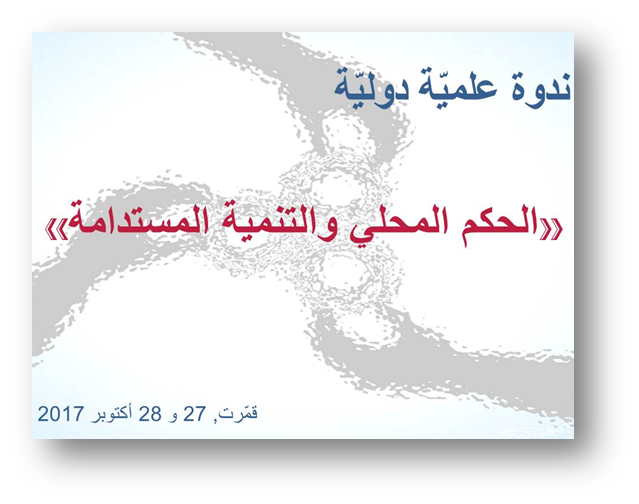 ندوة علميّة دوليّة
»الحكم المحلي والتنمية المستدامة«
قمّرت, 27 و 28 أكتوبر 2017